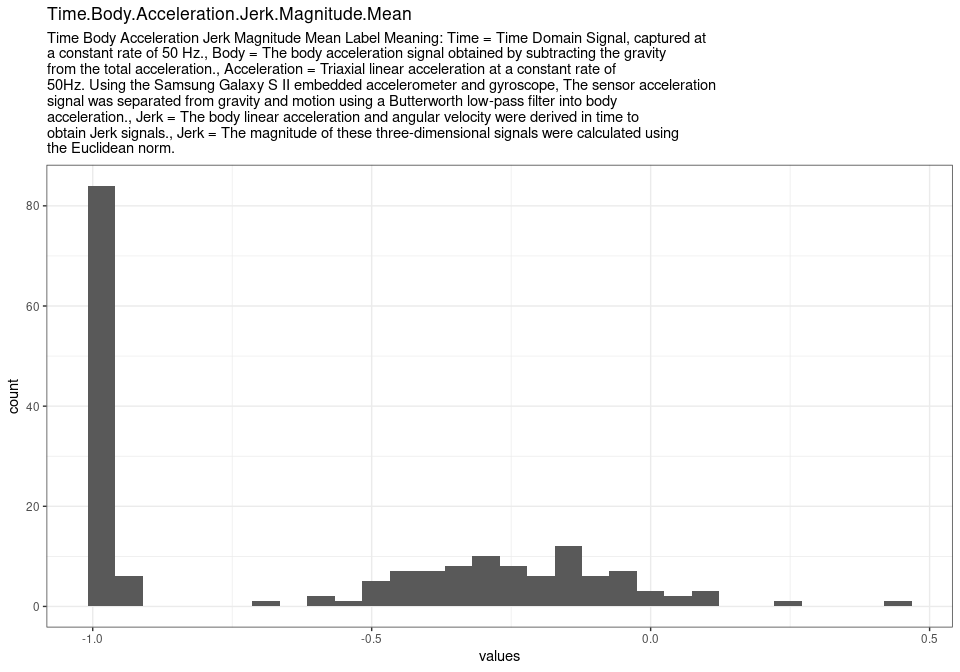 Time.Body.Acceleration.Jerk.Magnitude.Mean
Time Body Acceleration Jerk Magnitude Mean Label Meaning: Time = Time Domain Signal, captured at
a constant rate of 50 Hz., Body = The body acceleration signal obtained by subtracting the gravity
from the total acceleration., Acceleration = Triaxial linear acceleration at a constant rate of
50Hz. Using the Samsung Galaxy S II embedded accelerometer and gyroscope, The sensor acceleration
signal was separated from gravity and motion using a Butterworth low-pass filter into body
acceleration., Jerk = The body linear acceleration and angular velocity were derived in time to
obtain Jerk signals., Jerk = The magnitude of these three-dimensional signals were calculated using
the Euclidean norm.
80
60
40
20
0
count
-1.0
-0.5
0.0
0.5
values